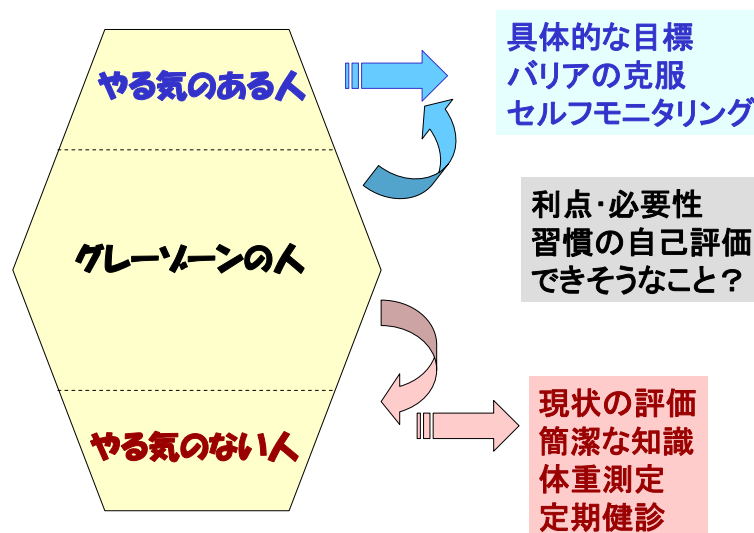 やる気のある人
具体的な目標
バリアの克服
セルフモニタリング
グレーゾーンの人
利点・必要性
習慣の自己評価
できそうなこと？
やる気のない人
現状の評価
簡潔な知識
体重測定
定期健診